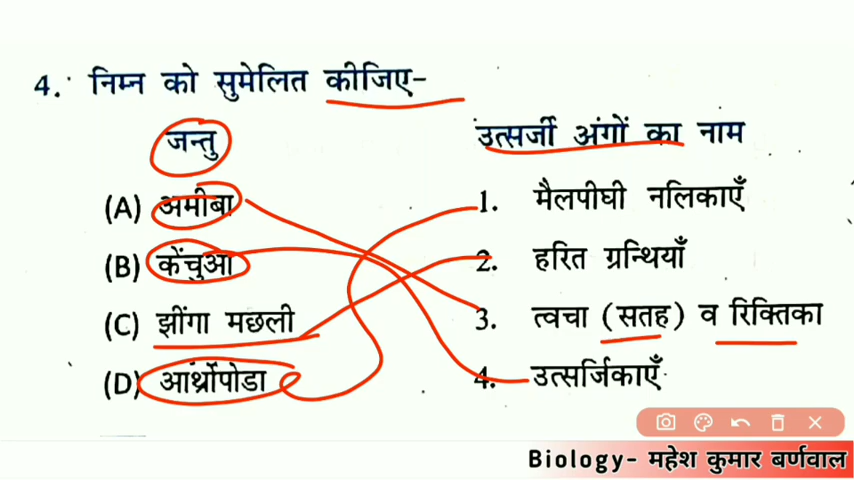 4. निम्न को सुमेलित कीजिए-
जन्तु उत्सर्जी अंगों का नाम
(A) अमीबा 1. मैलपीघी नलिकाएँ
(B) केंचुआ 2. हरित ग्रन्थियाँ
(C) झींगा मछली 3. त्वचा (सतह) व रिक्तिका
(D) आर्थ्रोपोडा 4. उत्सर्जिकाएँ
Biology- महेश कुमार बर्णवाल